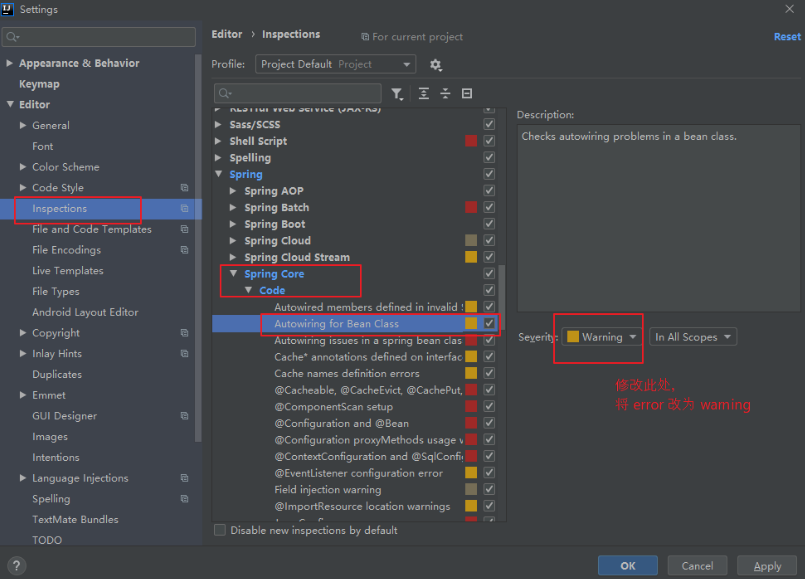 Settings
Appearance & Behavior
Keymap
Editor
General
Font
Color Scheme
Code Style
Inspections
File and Code Templates
File Encodings
Live Templates
File Types
Android Layout Editor
Copyright
Inlay Hints
Duplicates
Emmet
GUI Designer
Images
Intentions
Language Injections
Spelling
TextMate Bundles
TODO
Editor › Inspections
For current project
Reset
Profile:
Project Default Project
RESTful Web Service (JAX-RS)
Sass/SCSS
Shell Script
Spelling
Spring
Spring AOP
Spring Batch
Spring Boot
Spring Cloud
Spring Cloud Stream
Spring Core
Code
Autowired members defined in invalid
Autowiring for Bean Class
Autowiring issues in a spring bean clas
Cache* annotations defined on interfac
Cache names definition errors
@Cacheable, @CacheEvict, @CachePut,
@ComponentScan setup
@Configuration and @Bean
@Configuration proxyMethods usage
@ContextConfiguration and @SqlConfi
@EventListener configuration error
Field injection warning
@ImportResource location warnings
Disable new inspections by default
Description:
Checks autowiring problems in a bean class.
Severity:
Warning
In All Scopes
修改此处,
将 error 改为 warning
?
OK
Cancel
Apply